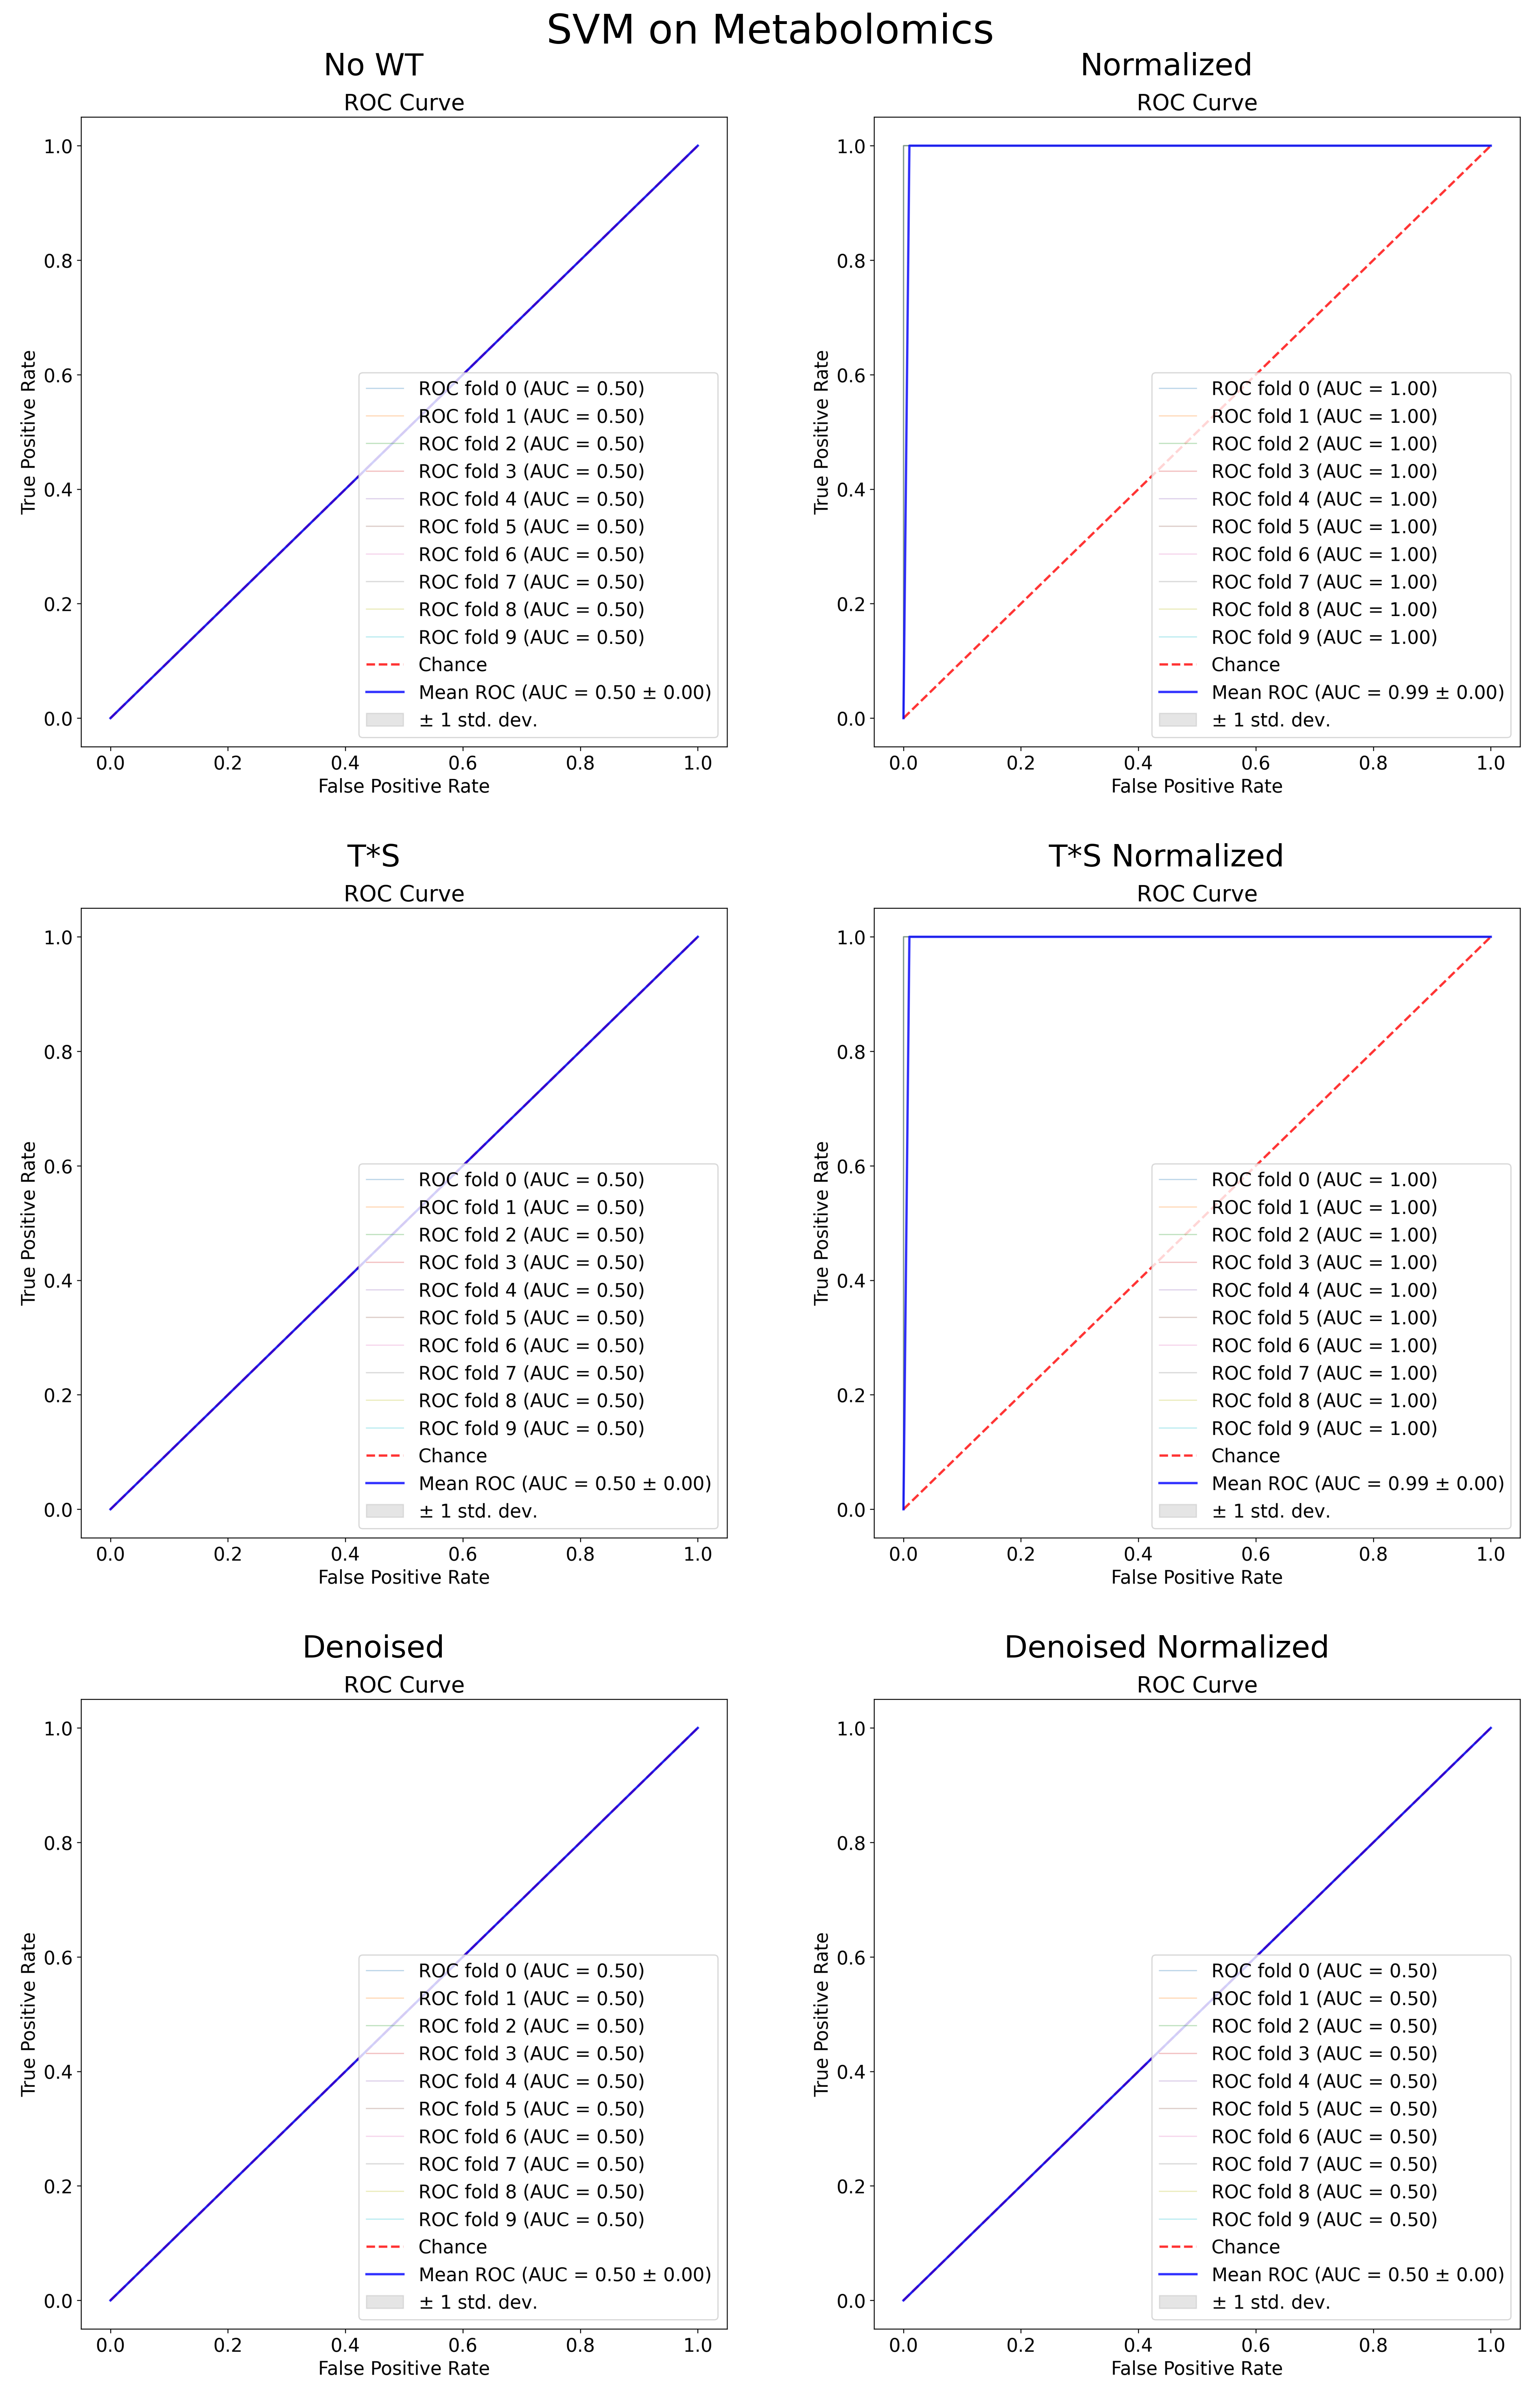 SVM on Metabolomics
No WT
ROC Curve
True Positive Rate
1.0
0.8
0.6
0.4
0.2
0.0
ROC fold 0 (AUC = 0.50)
ROC fold 1 (AUC = 0.50)
ROC fold 2 (AUC = 0.50)
ROC fold 3 (AUC = 0.50)
ROC fold 4 (AUC = 0.50)
ROC fold 5 (AUC = 0.50)
ROC fold 6 (AUC = 0.50)
ROC fold 7 (AUC = 0.50)
ROC fold 8 (AUC = 0.50)
ROC fold 9 (AUC = 0.50)
Chance
Mean ROC (AUC = 0.50 ± 0.00)
± 1 std. dev.
0.0 0.2 0.4 0.6 0.8 1.0
False Positive Rate
Normalized
ROC Curve
True Positive Rate
1.0
0.8
0.6
0.4
0.2
0.0
ROC fold 0 (AUC = 1.00)
ROC fold 1 (AUC = 1.00)
ROC fold 2 (AUC = 1.00)
ROC fold 3 (AUC = 1.00)
ROC fold 4 (AUC = 1.00)
ROC fold 5 (AUC = 1.00)
ROC fold 6 (AUC = 1.00)
ROC fold 7 (AUC = 1.00)
ROC fold 8 (AUC = 1.00)
ROC fold 9 (AUC = 1.00)
Chance
Mean ROC (AUC = 0.99 ± 0.00)
± 1 std. dev.
0.0 0.2 0.4 0.6 0.8 1.0
False Positive Rate
T*S
ROC Curve
True Positive Rate
1.0
0.8
0.6
0.4
0.2
0.0
ROC fold 0 (AUC = 0.50)
ROC fold 1 (AUC = 0.50)
ROC fold 2 (AUC = 0.50)
ROC fold 3 (AUC = 0.50)
ROC fold 4 (AUC = 0.50)
ROC fold 5 (AUC = 0.50)
ROC fold 6 (AUC = 0.50)
ROC fold 7 (AUC = 0.50)
ROC fold 8 (AUC = 0.50)
ROC fold 9 (AUC = 0.50)
Chance
Mean ROC (AUC = 0.50 ± 0.00)
± 1 std. dev.
0.0 0.2 0.4 0.6 0.8 1.0
False Positive Rate
T*S Normalized
ROC Curve
True Positive Rate
1.0
0.8
0.6
0.4
0.2
0.0
ROC fold 0 (AUC = 1.00)
ROC fold 1 (AUC = 1.00)
ROC fold 2 (AUC = 1.00)
ROC fold 3 (AUC = 1.00)
ROC fold 4 (AUC = 1.00)
ROC fold 5 (AUC = 1.00)
ROC fold 6 (AUC = 1.00)
ROC fold 7 (AUC = 1.00)
ROC fold 8 (AUC = 1.00)
ROC fold 9 (AUC = 1.00)
Chance
Mean ROC (AUC = 0.99 ± 0.00)
± 1 std. dev.
0.0 0.2 0.4 0.6 0.8 1.0
False Positive Rate
Denoised
ROC Curve
True Positive Rate
1.0
0.8
0.6
0.4
0.2
0.0
ROC fold 0 (AUC = 0.50)
ROC fold 1 (AUC = 0.50)
ROC fold 2 (AUC = 0.50)
ROC fold 3 (AUC = 0.50)
ROC fold 4 (AUC = 0.50)
ROC fold 5 (AUC = 0.50)
ROC fold 6 (AUC = 0.50)
ROC fold 7 (AUC = 0.50)
ROC fold 8 (AUC = 0.50)
ROC fold 9 (AUC = 0.50)
Chance
Mean ROC (AUC = 0.50 ± 0.00)
± 1 std. dev.
0.0 0.2 0.4 0.6 0.8 1.0
False Positive Rate
Denoised Normalized
ROC Curve
True Positive Rate
1.0
0.8
0.6
0.4
0.2
0.0
ROC fold 0 (AUC = 0.50)
ROC fold 1 (AUC = 0.50)
ROC fold 2 (AUC = 0.50)
ROC fold 3 (AUC = 0.50)
ROC fold 4 (AUC = 0.50)
ROC fold 5 (AUC = 0.50)
ROC fold 6 (AUC = 0.50)
ROC fold 7 (AUC = 0.50)
ROC fold 8 (AUC = 0.50)
ROC fold 9 (AUC = 0.50)
Chance
Mean ROC (AUC = 0.50 ± 0.00)
± 1 std. dev.
0.0 0.2 0.4 0.6 0.8 1.0
False Positive Rate